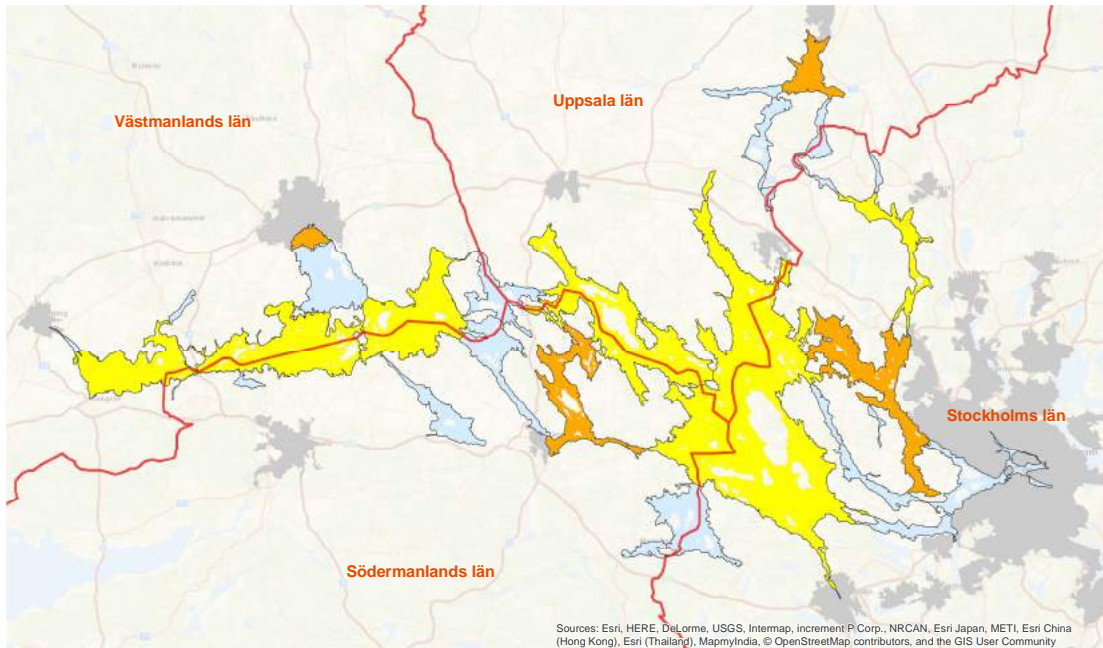 Uppsala län
Västmanlands län
Stockholms län
Södermanlands län
Sources: Esri, HERE, DeLorme, USGS, Intermap, increment P Corp., NRCAN, Esri Japan, METI, Esri China
(Hong Kong), Esri (Thailand), MapmyIndia, © OpenStreetMap contributors, and the GIS User Community